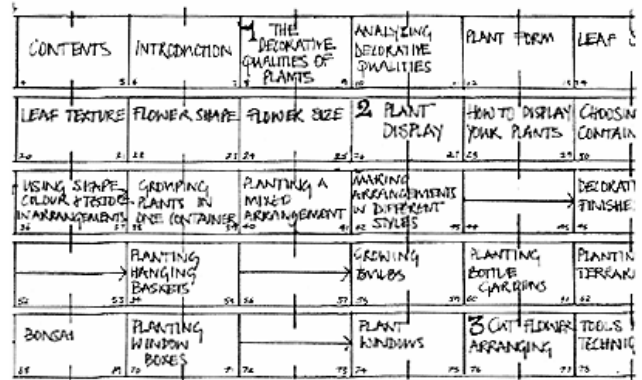 CONTENTS
INTRODUCTION
1 THE
DECORATIVE
QUALITIES OF
PLANTS
ANALYZING
DECORATIVE
QUALITIES
PLANT FORM
LEAF
LEAF TEXTURE
FLOWER SHAPE
FLOWER SIZE
2 PLANT
DISPLAY
HOW TO DISPLAY
YOUR PLANTS
CHOOSIN
CONTAIN
USING SHAPE
COLOUR & TEXTURE
IN ARRANGEMENTS
GROUPING
PLANTS IN
ONE CONTAINER
PLANTING A
MIXED
ARRANGEMENT
MAKING
ARRANGEMENTS
IN DIFFERENT
STYLES
DECORATI
FINISHE
PLANTING
HANGING
BASKETS
GROWING
BULBS
PLANTING
BOTTLE
GARDENS
PLANTIN
TERRARI
BONSAI
PLANTING
WINDOW
BOXES
PLANT
WINDOWS
3 CUT FLOWER
ARRANGING
TOOLS
TECHNIQ